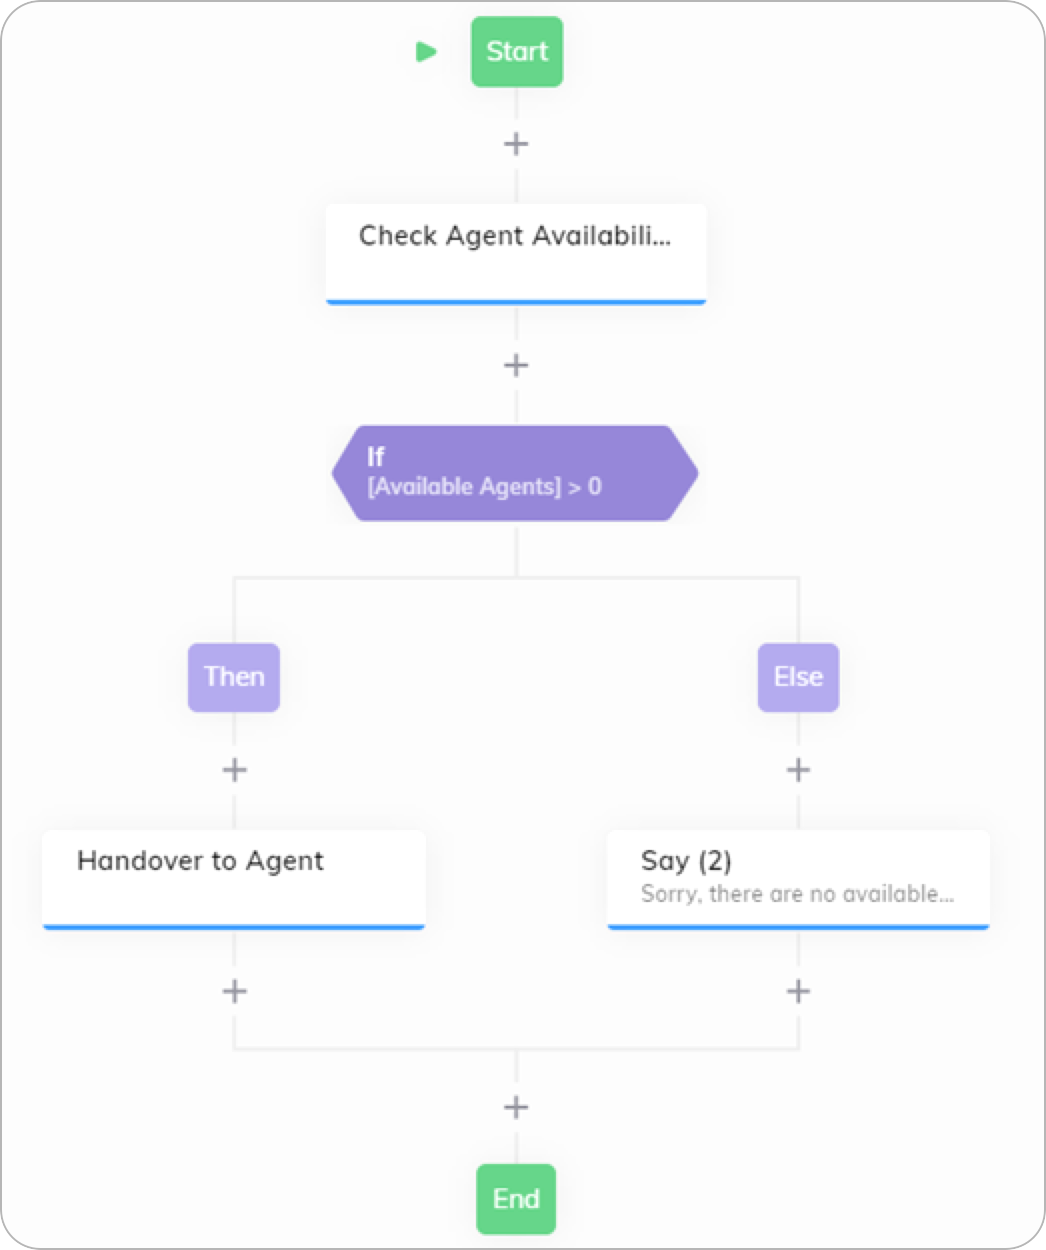 Start
Check Agent Availabili...
If
[Available Agents] > 0
Then
Else
Handover to Agent
Say (2)
Sorry, there are no available...
End